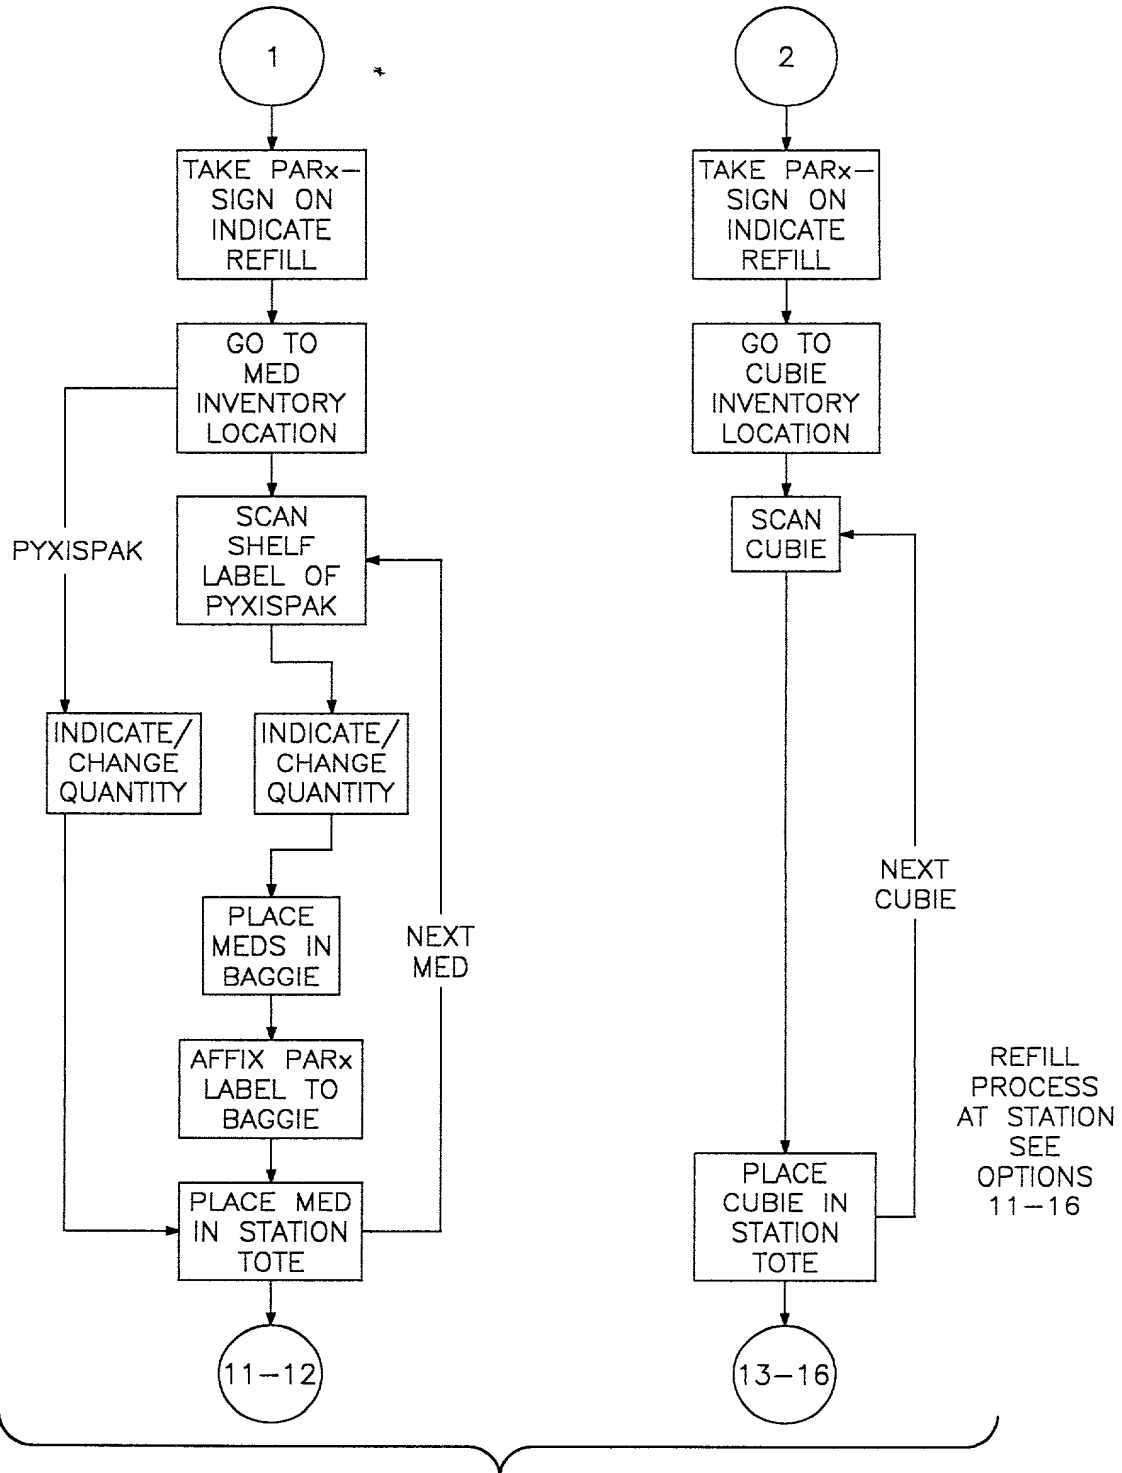 1
TAKE PARx-
SIGN ON
INDICATE
REFILL
GO TO
MED
INVENTORY
LOCATION
PYXISPAK
SCAN
SHELF
LABEL OF
PYXISPAK
INDICATE/
CHANGE
QUANTITY
INDICATE/
CHANGE
QUANTITY
PLACE
MEDS IN
BAGGIE
NEXT
MED
AFFIX PARx
LABEL TO
BAGGIE
PLACE MED
IN STATION
TOTE
11-12
2
TAKE PARx-
SIGN ON
INDICATE
REFILL
GO TO
CUBIE
INVENTORY
LOCATION
SCAN
CUBIE
NEXT
CUBIE
PLACE
CUBIE IN
STATION
TOTE
13-16
REFILL
PROCESS
AT STATION
SEE
OPTIONS
11-16